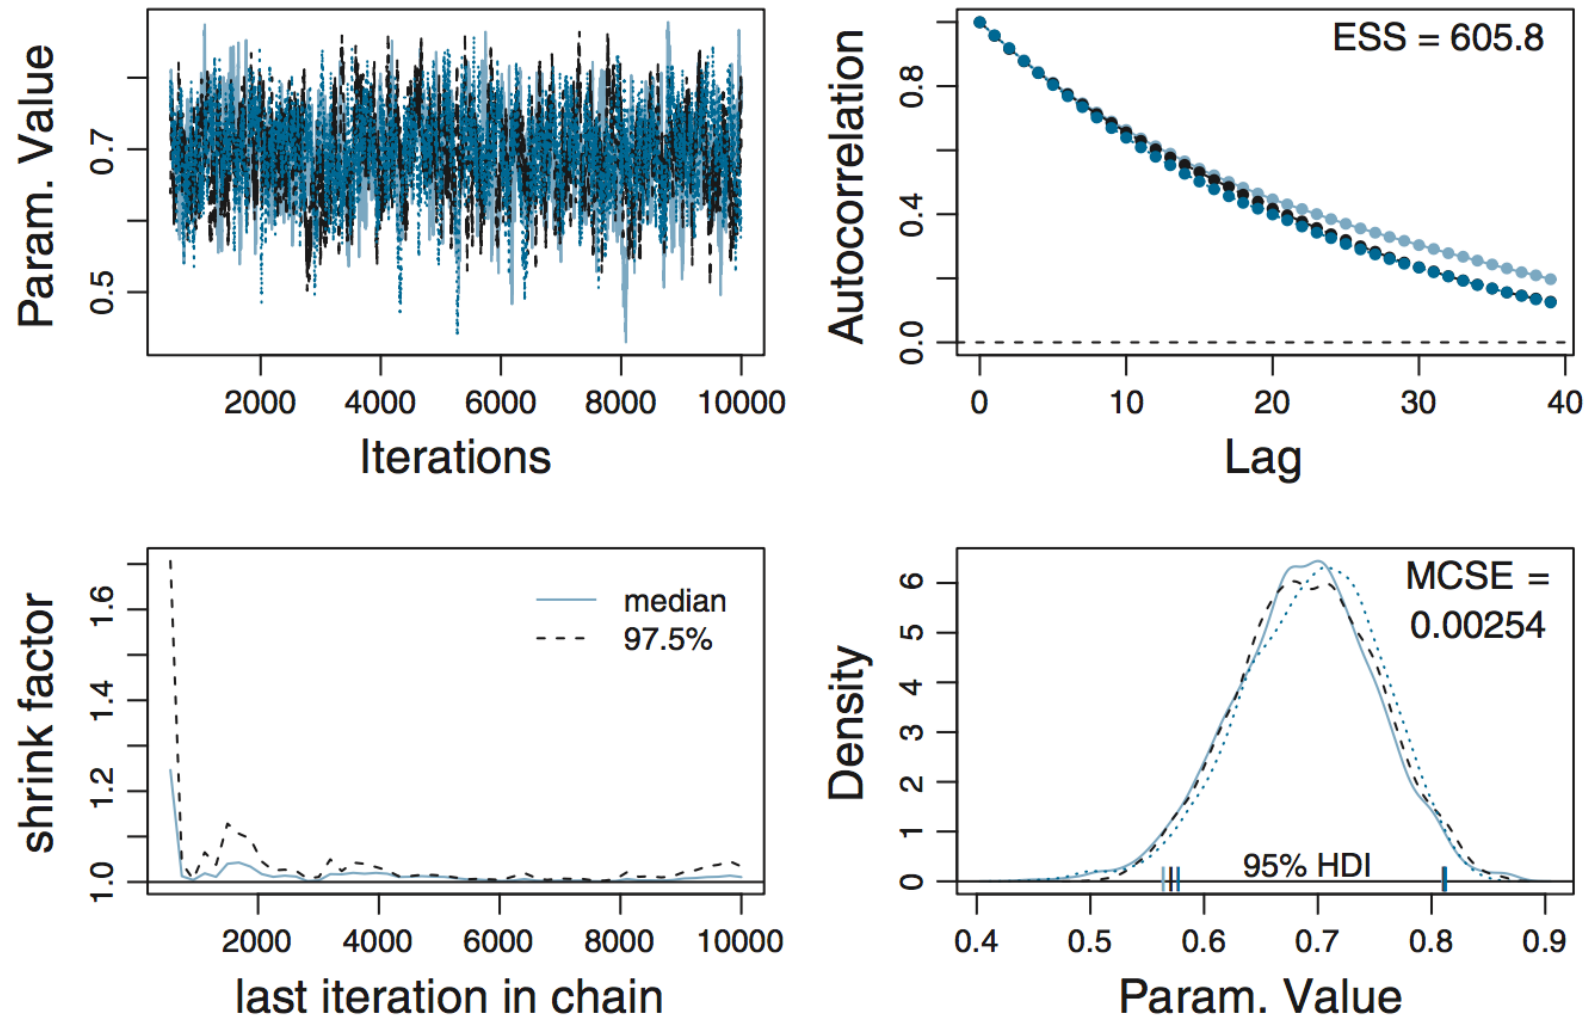 Param. Value
0.7
0.5
2000 4000 6000 8000 10000
Iterations
Autocorrelation
0.8
0.4
0.0
ESS = 605.8
0 10 20 30 40
Lag
shrink factor
1.6
1.4
1.2
1.0
median
97.5%
2000 4000 6000 8000 10000
last iteration in chain
Density
6
5
4
3
2
1
0
MCSE =
0.00254
95% HDI
0.4 0.5 0.6 0.7 0.8 0.9
Param. Value